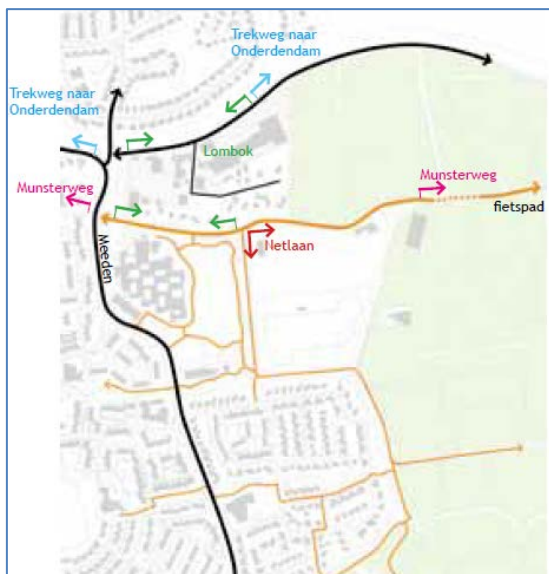 Trekweg naar
Onderdendam
Trekweg naar
Onderdendam
Lombok
Munsterweg
Munsterweg
fietspad
Netlaan
Meeden